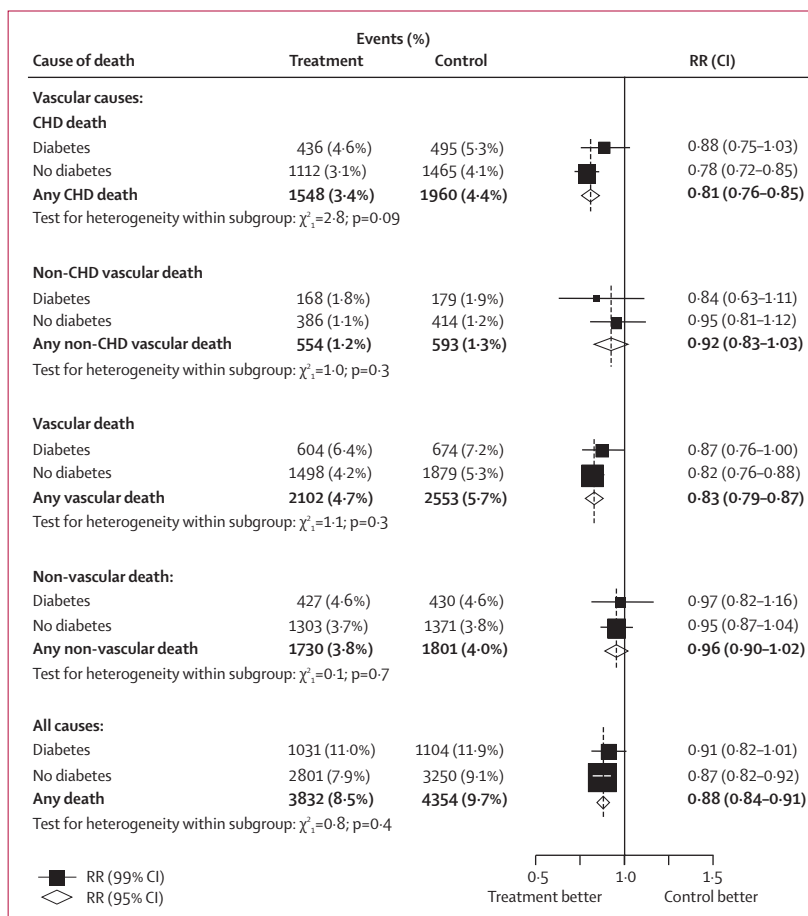 Events (%)
Cause of death Treatment Control RR (CI)
Vascular causes:
CHD death
Diabetes 436 (4·6%) 495 (5·3%) 0·88 (0·75–1·03)
No diabetes 1112 (3·1%) 1465 (4·1%) 0·78 (0·72–0·85)
Any CHD death 1548 (3·4%) 1960 (4·4%) 0·81 (0·76–0·85)
Test for heterogeneity within subgroup: χ²₁=2·8; p=0·09
Non-CHD vascular death
Diabetes 168 (1·8%) 179 (1·9%) 0·84 (0·63–1·11)
No diabetes 386 (1·1%) 414 (1·2%) 0·95 (0·81–1·12)
Any non-CHD vascular death 554 (1·2%) 593 (1·3%) 0·92 (0·83–1·03)
Test for heterogeneity within subgroup: χ²₁=1·0; p=0·3
Vascular death
Diabetes 604 (6·4%) 674 (7·2%) 0·87 (0·76–1·00)
No diabetes 1498 (4·2%) 1879 (5·3%) 0·82 (0·76–0·88)
Any vascular death 2102 (4·7%) 2553 (5·7%) 0·83 (0·79–0·87)
Test for heterogeneity within subgroup: χ²₁=1·1; p=0·3
Non-vascular death:
Diabetes 427 (4·6%) 430 (4·6%) 0·97 (0·82–1·16)
No diabetes 1303 (3·7%) 1371 (3·8%) 0·95 (0·87–1·04)
Any non-vascular death 1730 (3·8%) 1801 (4·0%) 0·96 (0·90–1·02)
Test for heterogeneity within subgroup: χ²₁=0·1; p=0·7
All causes:
Diabetes 1031 (11·0%) 1104 (11·9%) 0·91 (0·82–1·01)
No diabetes 2801 (7·9%) 3250 (9·1%) 0·87 (0·82–0·92)
Any death 3832 (8·5%) 4354 (9·7%) 0·88 (0·84–0·91)
Test for heterogeneity within subgroup: χ²₁=0·8; p=0·4
RR (99% CI) 0·5 1·0 1·5
RR (95% CI) Treatment better Control better